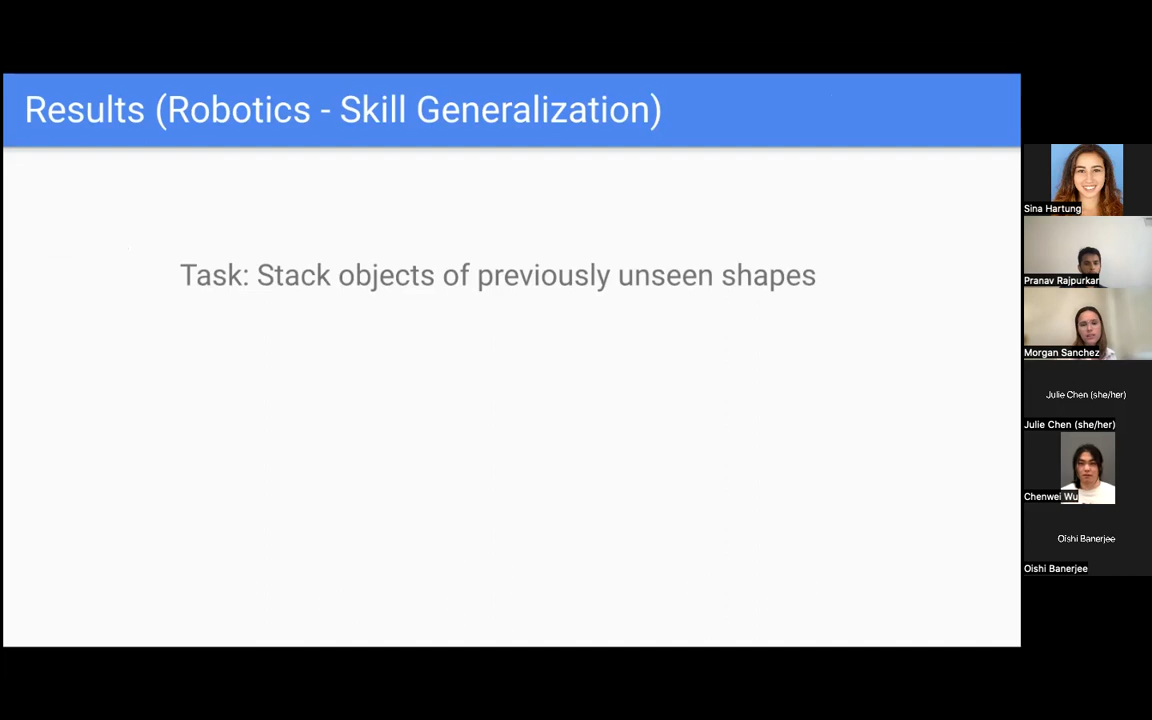 Results (Robotics - Skill Generalization)
Task: Stack objects of previously unseen shapes
Sina Hartung
Pranav Rajpurkar
Morgan Sanchez
Julie Chen (she/her)
Julie Chen (she/her)
Chenwei Wu
Oishi Banerjee
Oishi Banerjee